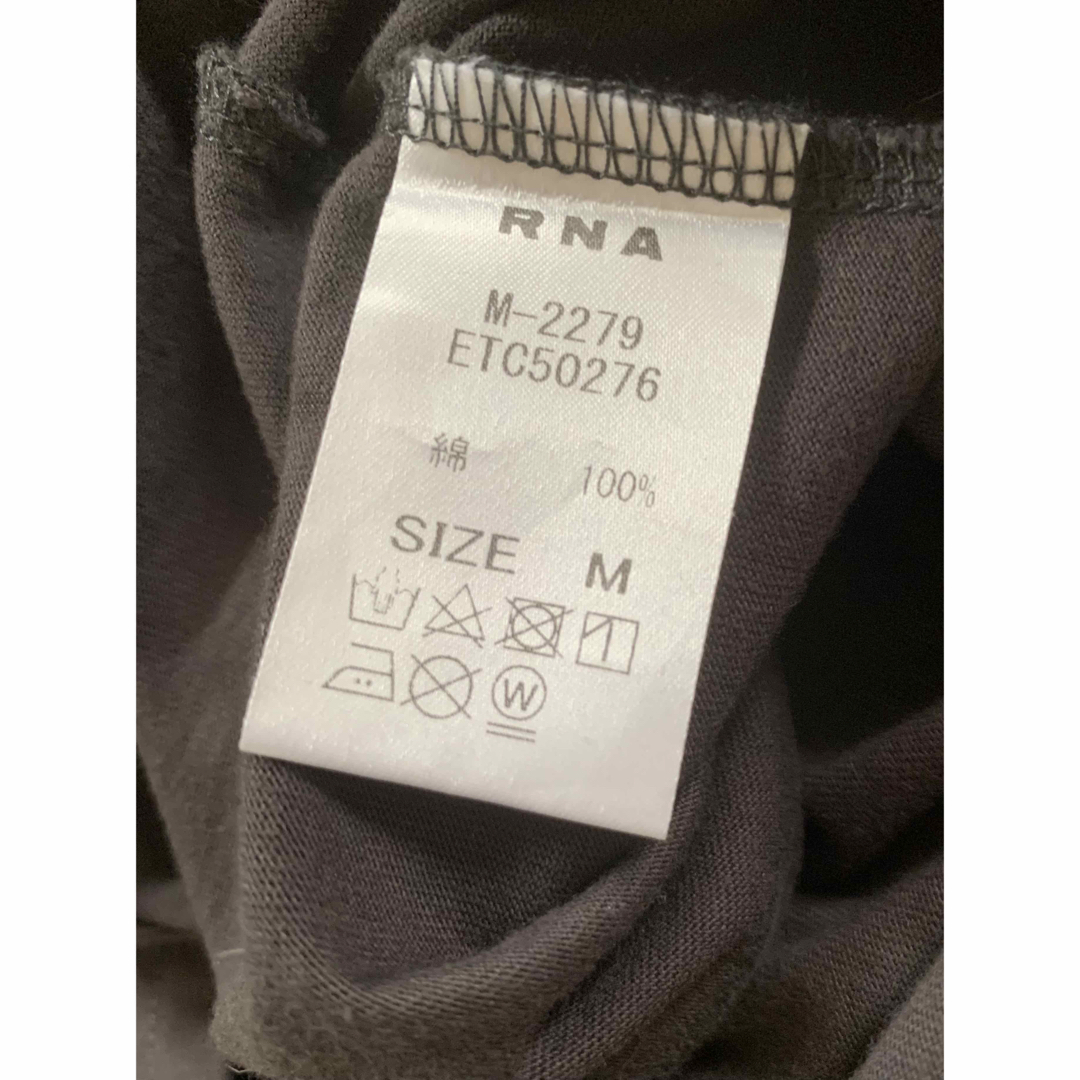 RNA
M-2279
ETC50276
綿 100%
SIZE M
W